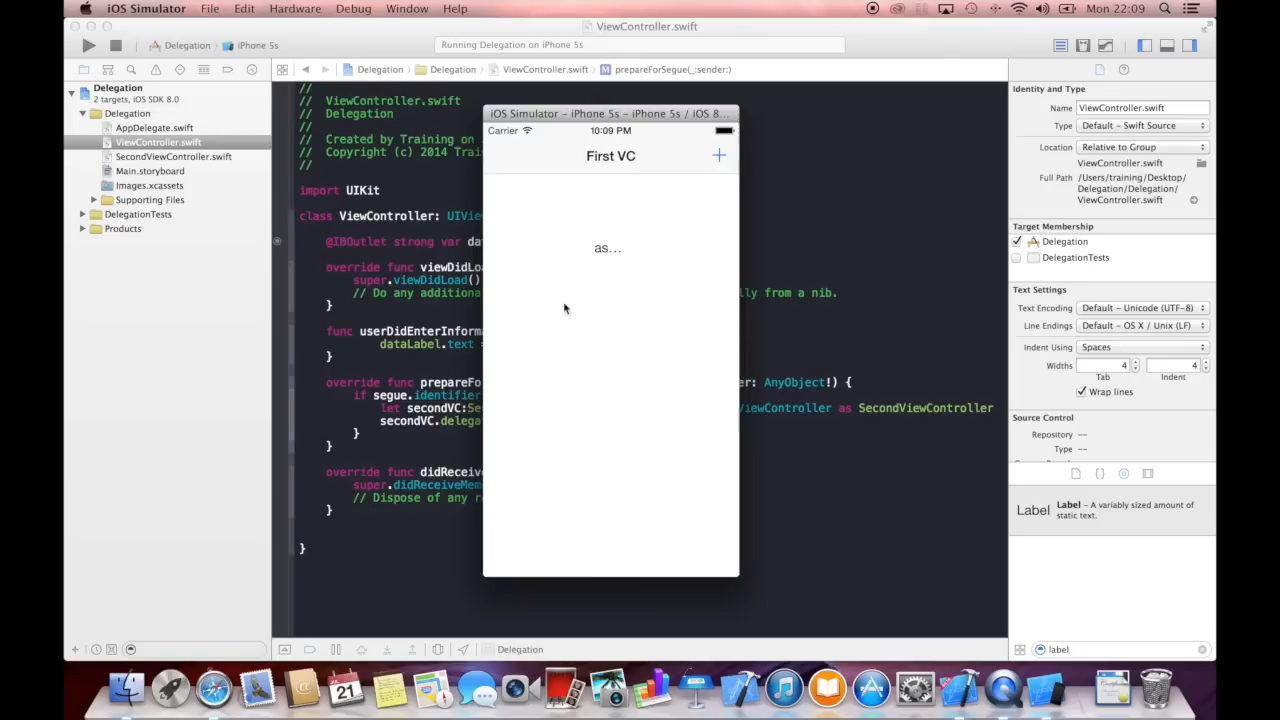 iOS Simulator File Edit Hardware Debug Window Help Mon 22:09
ViewController.swift
Delegation iPhone 5s
Running Delegation on iPhone 5s
Delegation Delegation ViewController.swift M prepareForSegue(_:sender:)
Delegation
2 targets, iOS SDK 8.0
Delegation
AppDelegate.swift
ViewController.swift
SecondViewController.swift
Main.storyboard
Images.xcassets
Supporting Files
DelegationTests
Products
//
// ViewController.swift
// Delegation
//
// Created by Training on
// Copyright (c) 2014 Trai
//
import UIKit
class ViewController: UIVie
@IBOutlet strong var da
override func viewDidLoa
super.viewDidLoad()
// Do any additiona lly from a nib.
}
func userDidEnterInforma
dataLabel.text =
}
override func prepareFor er: AnyObject!) {
if segue.identifier
let secondVC:Se ViewController as SecondViewController
secondVC.delega
}
}
override func didReceive
super.didReceiveMem
// Dispose of any r
}
}
iOS Simulator – iPhone 5s – iPhone 5s / iOS 8...
Carrier 10:09 PM
First VC +
as...
Delegation
Identity and Type
Name ViewController.swift
Type Default – Swift Source
Location Relative to Group
ViewController.swift
Full Path /Users/training/Desktop/
Delegation/Delegation/
ViewController.swift
Target Membership
Delegation
DelegationTests
Text Settings
Text Encoding Default – Unicode (UTF-8)
Line Endings Default – OS X / Unix (LF)
Indent Using Spaces
Widths 4 4
Tab Indent
Wrap lines
Source Control
Repository --
Type --
{}
Label Label – A variably sized amount of
static text.
label
21